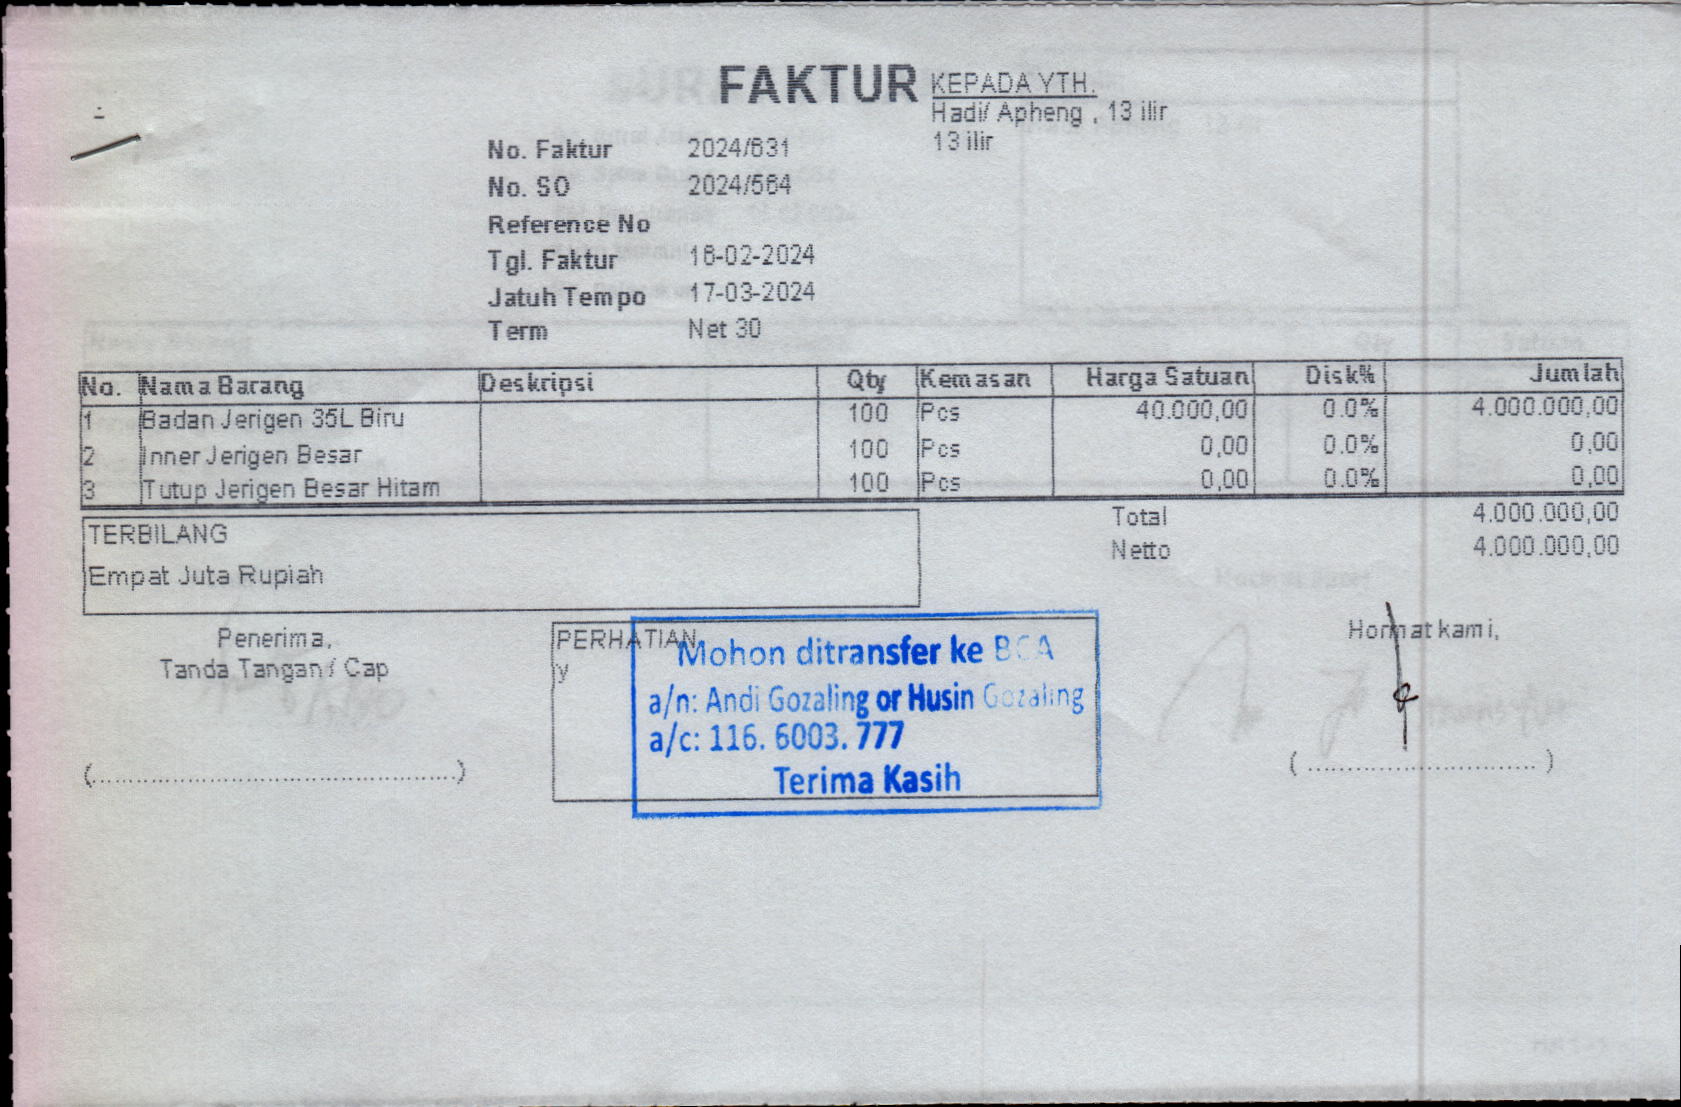 FAKTUR
KEPADA YTH.
Hadi/ Apheng , 13 ilir
13 ilir
No. Faktur 2024/631
No. SO 2024/564
Reference No
Tgl. Faktur 16-02-2024
Jatuh Tempo 17-03-2024
Term Net 30
No. Nama Barang Deskripsi Qty Kemasan Harga Satuan Disk% Jumlah
1 Badan Jerigen 35L Biru 100 Pcs 40.000,00 0.0% 4.000.000,00
2 Inner Jerigen Besar 100 Pcs 0,00 0.0% 0,00
3 Tutup Jerigen Besar Hitam 100 Pcs 0,00 0.0% 0,00
Total 4.000.000,00
Netto 4.000.000,00
TERBILANG
Empat Juta Rupiah
Penerima,
Tanda Tangan / Cap
(...............................................)
PERHATIAN
y
Mohon ditransfer ke BCA
a/n: Andi Gozaling or Husin Gozaling
a/c: 116. 6003. 777
Terima Kasih
Hormat kami,
( ............................. )